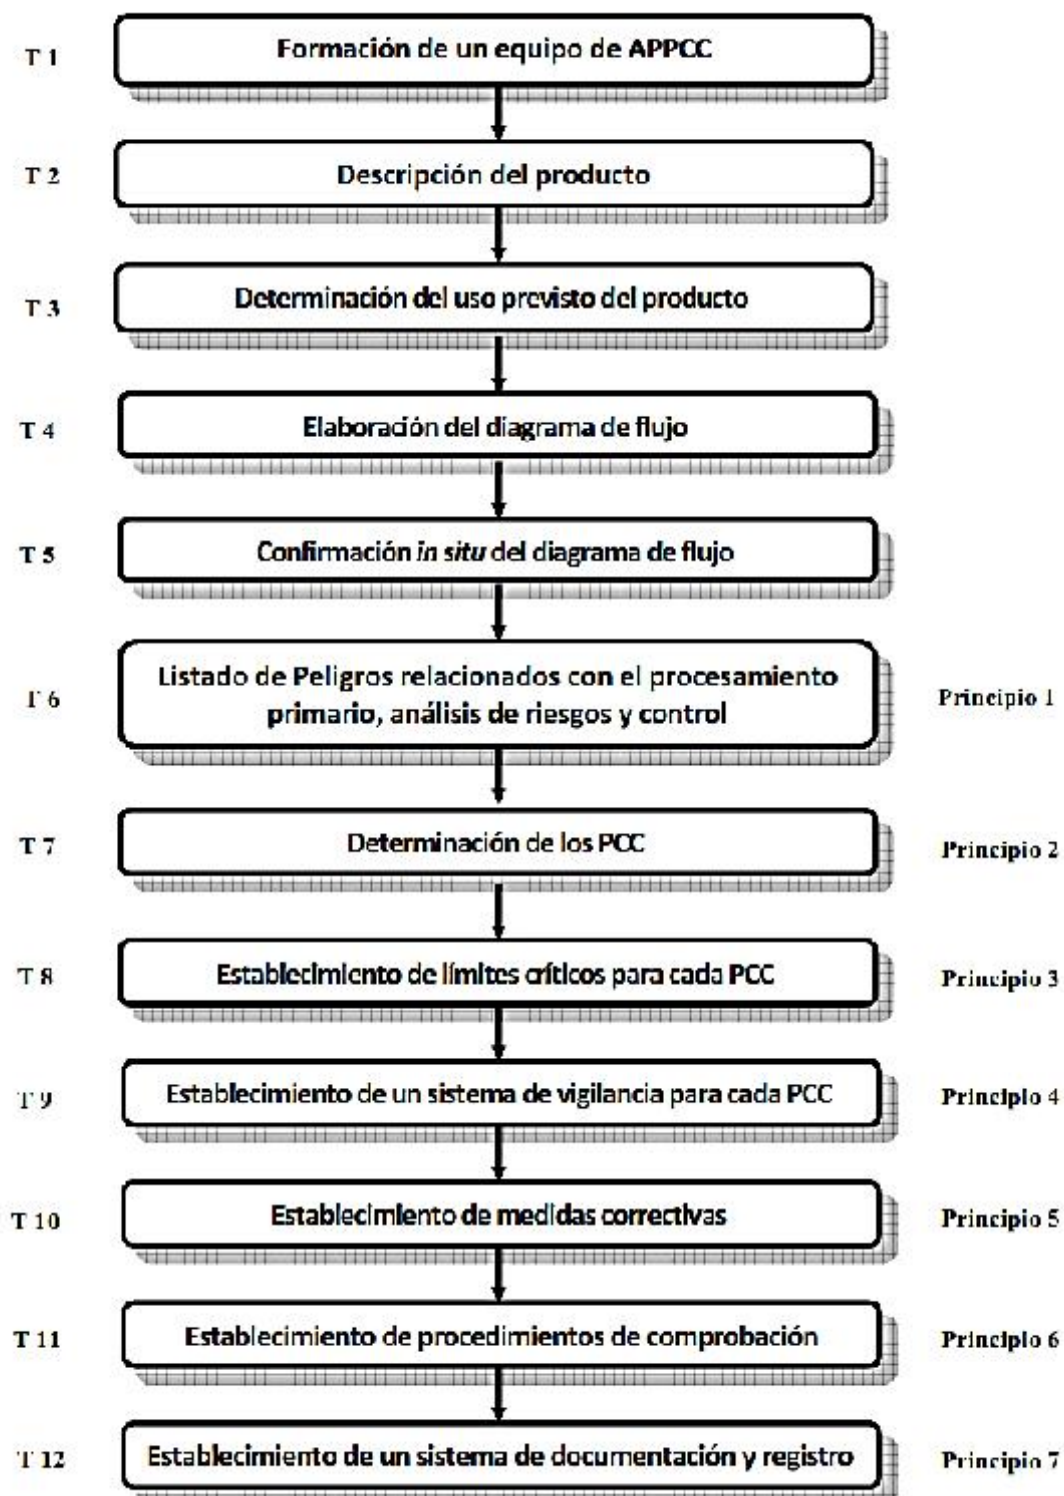 T 1
Formación de un equipo de APPCC
T 2
Descripción del producto
T 3
Determinación del uso previsto del producto
T 4
Elaboración del diagrama de flujo
T 5
Confirmación in situ del diagrama de flujo
T 6
Listado de Peligros relacionados con el procesamiento
primario, análisis de riesgos y control
Principio 1
T 7
Determinación de los PCC
Principio 2
T 8
Establecimiento de límites críticos para cada PCC
Principio 3
T 9
Establecimiento de un sistema de vigilancia para cada PCC
Principio 4
T 10
Establecimiento de medidas correctivas
Principio 5
T 11
Establecimiento de procedimientos de comprobación
Principio 6
T 12
Establecimiento de un sistema de documentación y registro
Principio 7